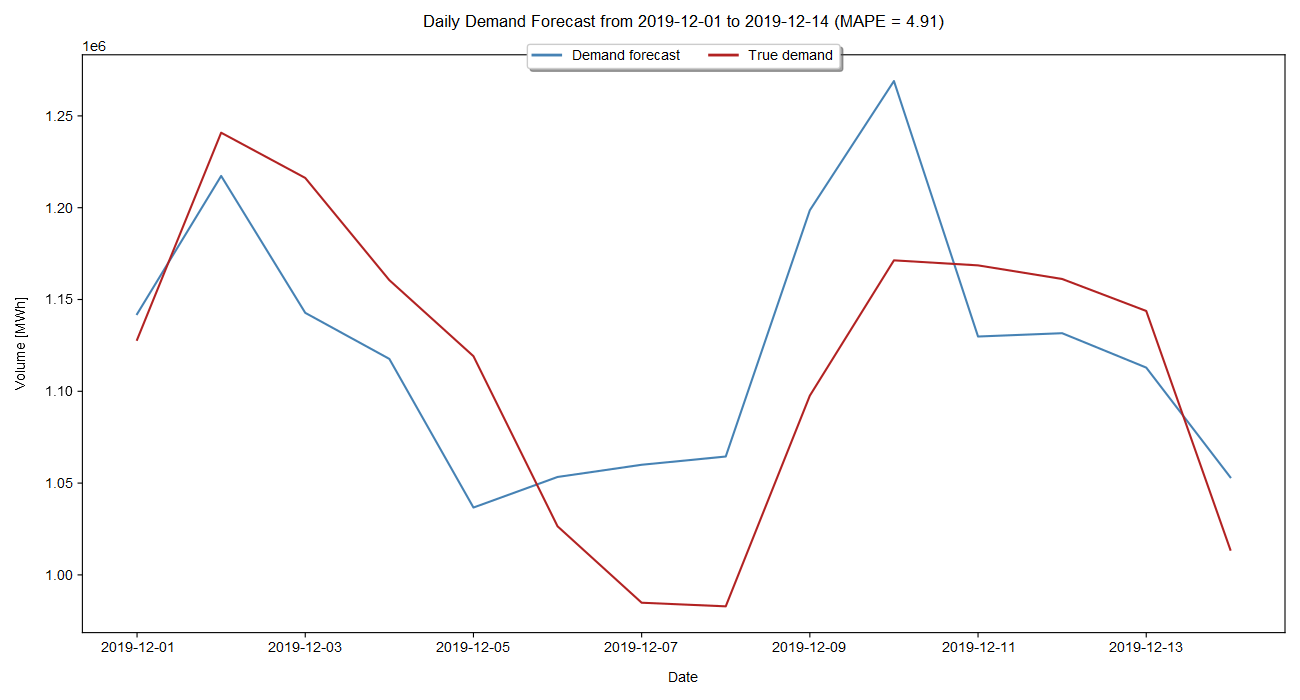 Daily Demand Forecast from 2019-12-01 to 2019-12-14 (MAPE = 4.91)
1e6
Demand forecast True demand
1.25
1.20
1.15
1.10
1.05
1.00
Volume [MWh]
2019-12-01 2019-12-03 2019-12-05 2019-12-07 2019-12-09 2019-12-11 2019-12-13
Date